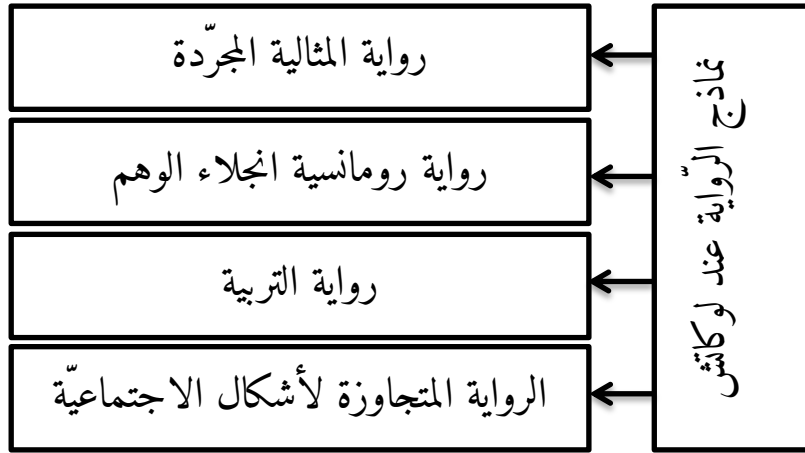 نماذج الرّواية عند لوكاتش
رواية المثالية المجرّدة
رواية رومانسية انجلاء الوهم
رواية التربية
الرواية المتجاوزة لأشكال الاجتماعيّة